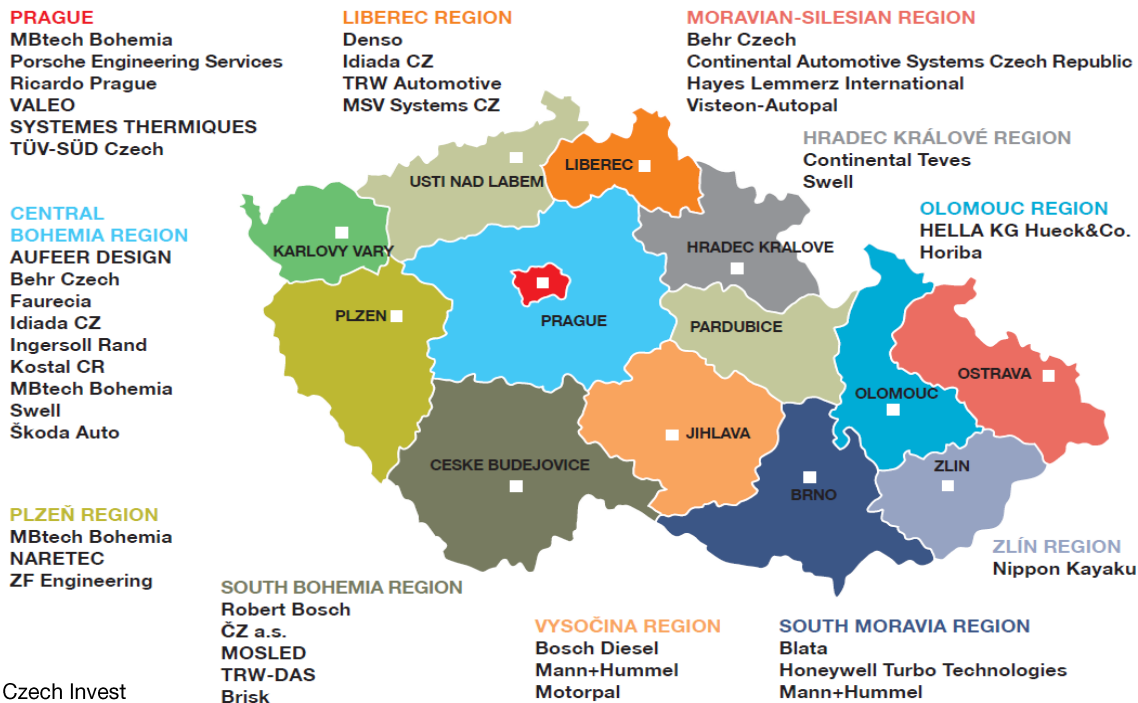 PRAGUE
MBtech Bohemia
Porsche Engineering Services
Ricardo Prague
VALEO
SYSTEMES THERMIQUES
TÜV-SÜD Czech
LIBEREC REGION
Denso
Idiada CZ
TRW Automotive
MSV Systems CZ
MORAVIAN-SILESIAN REGION
Behr Czech
Continental Automotive Systems Czech Republic
Hayes Lemmerz International
Visteon-Autopal
HRADEC KRÁLOVÉ REGION
Continental Teves
Swell
OLOMOUC REGION
HELLA KG Hueck&Co.
Horiba
CENTRAL
BOHEMIA REGION
AUFEER DESIGN
Behr Czech
Faurecia
Idiada CZ
Ingersoll Rand
Kostal CR
MBtech Bohemia
Swell
Škoda Auto
USTI NAD LABEM
LIBEREC
KARLOVY VARY
HRADEC KRALOVE
PLZEN
PRAGUE
PARDUBICE
OSTRAVA
OLOMOUC
JIHLAVA
CESKE BUDEJOVICE
ZLIN
BRNO
PLZEŇ REGION
MBtech Bohemia
NARETEC
ZF Engineering
ZLÍN REGION
Nippon Kayaku
SOUTH BOHEMIA REGION
Robert Bosch
ČZ a.s.
MOSLED
TRW-DAS
Brisk
VYSOČINA REGION
Bosch Diesel
Mann+Hummel
Motorpal
SOUTH MORAVIA REGION
Blata
Honeywell Turbo Technologies
Mann+Hummel
Czech Invest